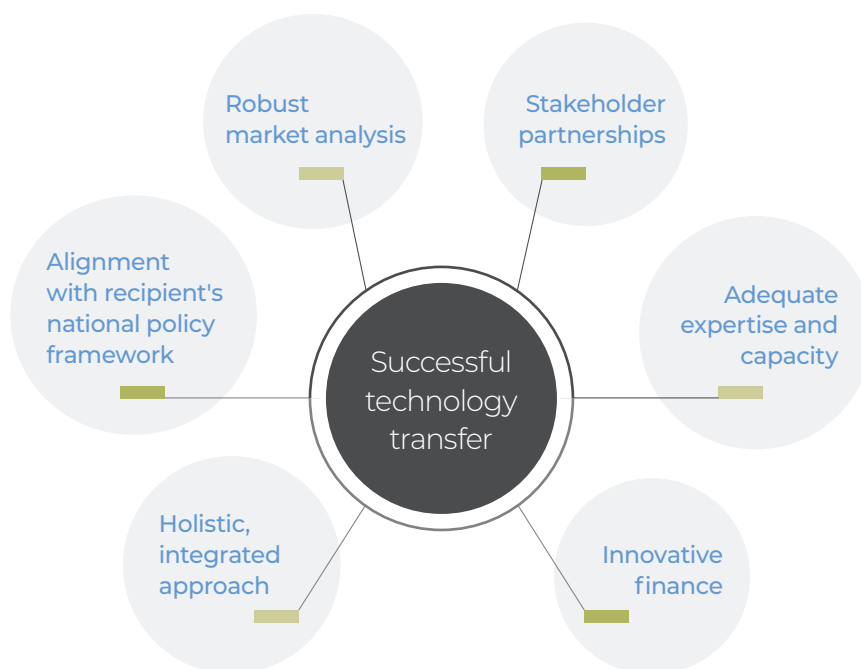 Robust
market analysis
Stakeholder
partnerships
Alignment
with recipient's
national policy
framework
Adequate
expertise and
capacity
Successful
technology
transfer
Holistic,
integrated
approach
Innovative
finance